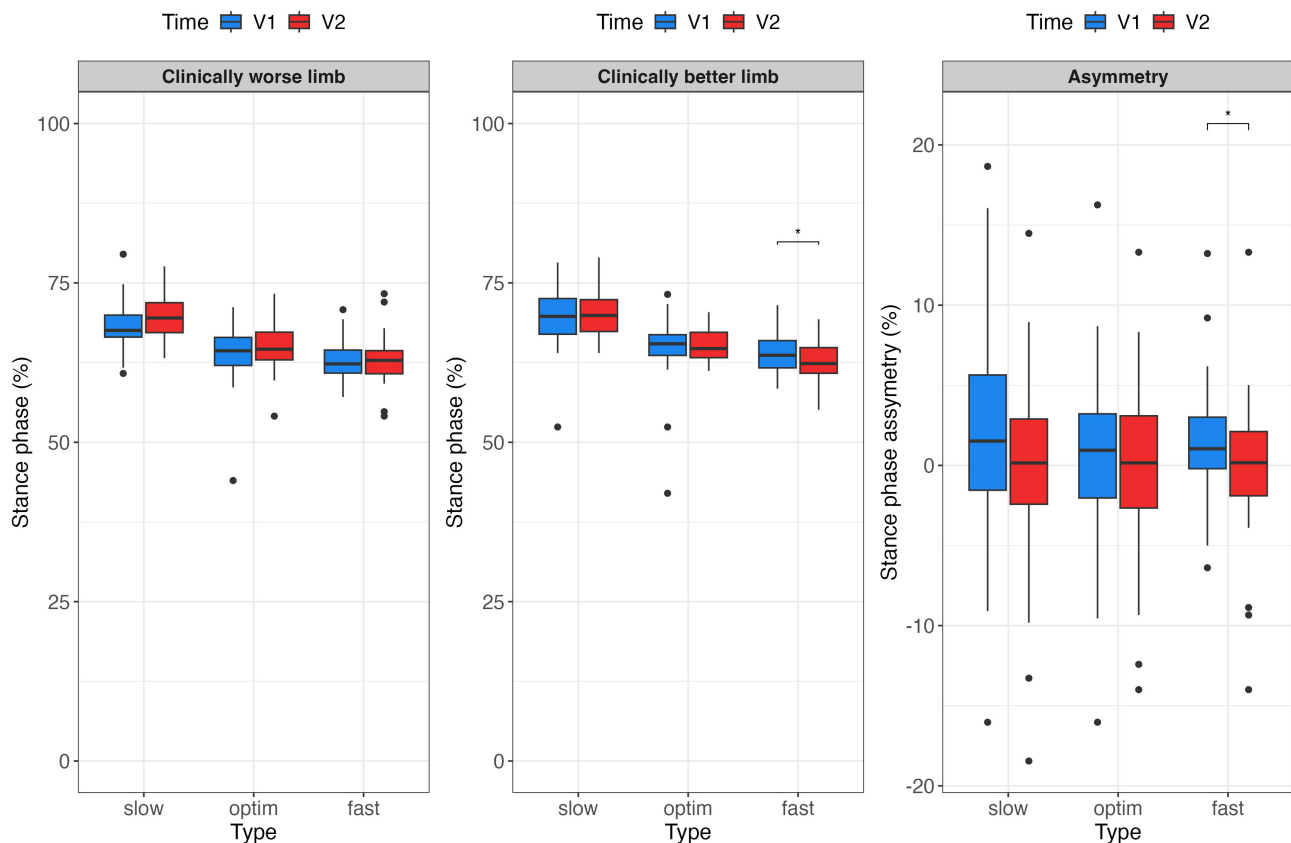 Time V1 V2
Clinically worse limb
100
75
50
25
0
Stance phase (%)
slow optim fast
Type
Time V1 V2
Clinically better limb
*
100
75
50
25
0
Stance phase (%)
slow optim fast
Type
Time V1 V2
Asymmetry
*
20
10
0
-10
-20
Stance phase assymetry (%)
slow optim fast
Type